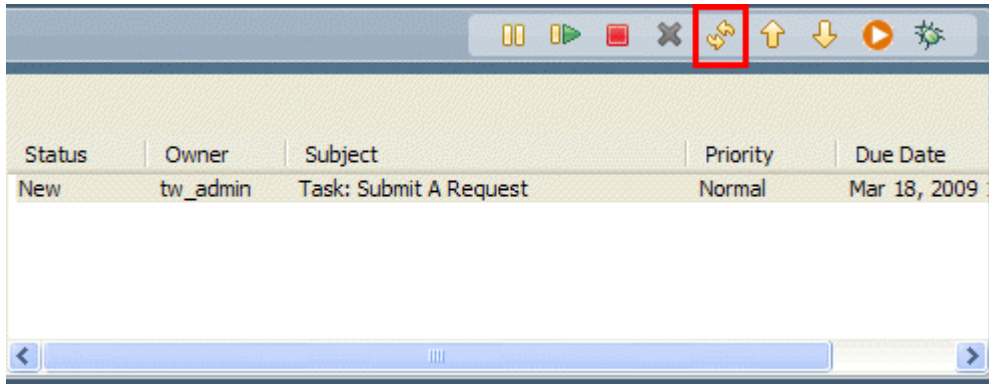 Status Owner Subject Priority Due Date
New tw_admin Task: Submit A Request Normal Mar 18, 2009